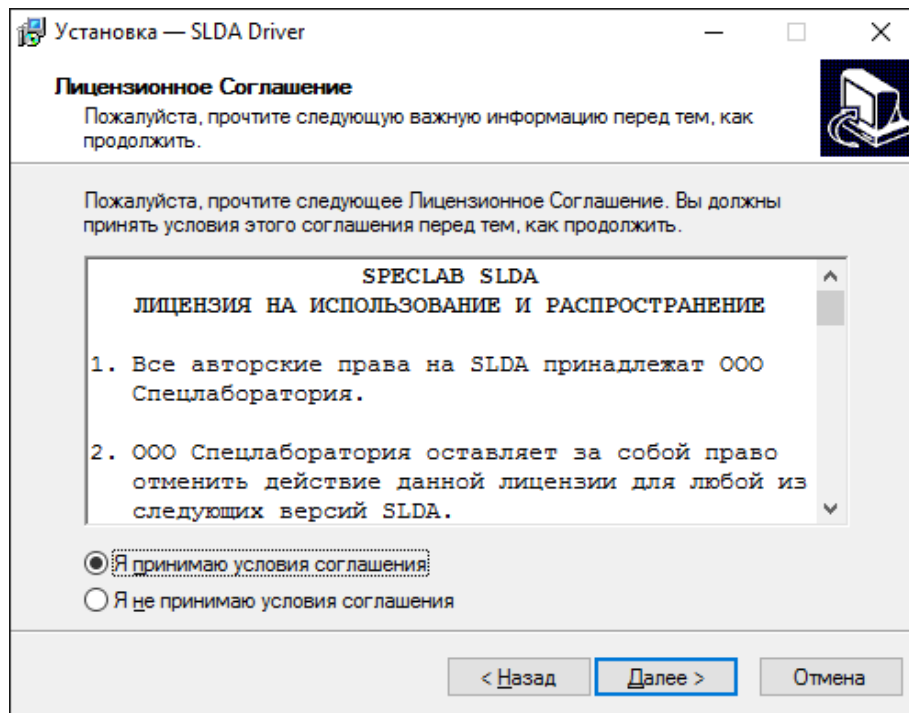 Установка — SLDA Driver
Лицензионное Соглашение
Пожалуйста, прочтите следующую важную информацию перед тем, как
продолжить.
Пожалуйста, прочтите следующее Лицензионное Соглашение. Вы должны
принять условия этого соглашения перед тем, как продолжить.
SPECLAB SLDA
ЛИЦЕНЗИЯ НА ИСПОЛЬЗОВАНИЕ И РАСПРОСТРАНЕНИЕ
1. Все авторские права на SLDA принадлежат ООО
Спецлаборатория.
2. ООО Спецлаборатория оставляет за собой право
отменить действие данной лицензии для любой из
следующих версий SLDA.
Я принимаю условия соглашения
Я не принимаю условия соглашения
< Назад
Далее >
Отмена